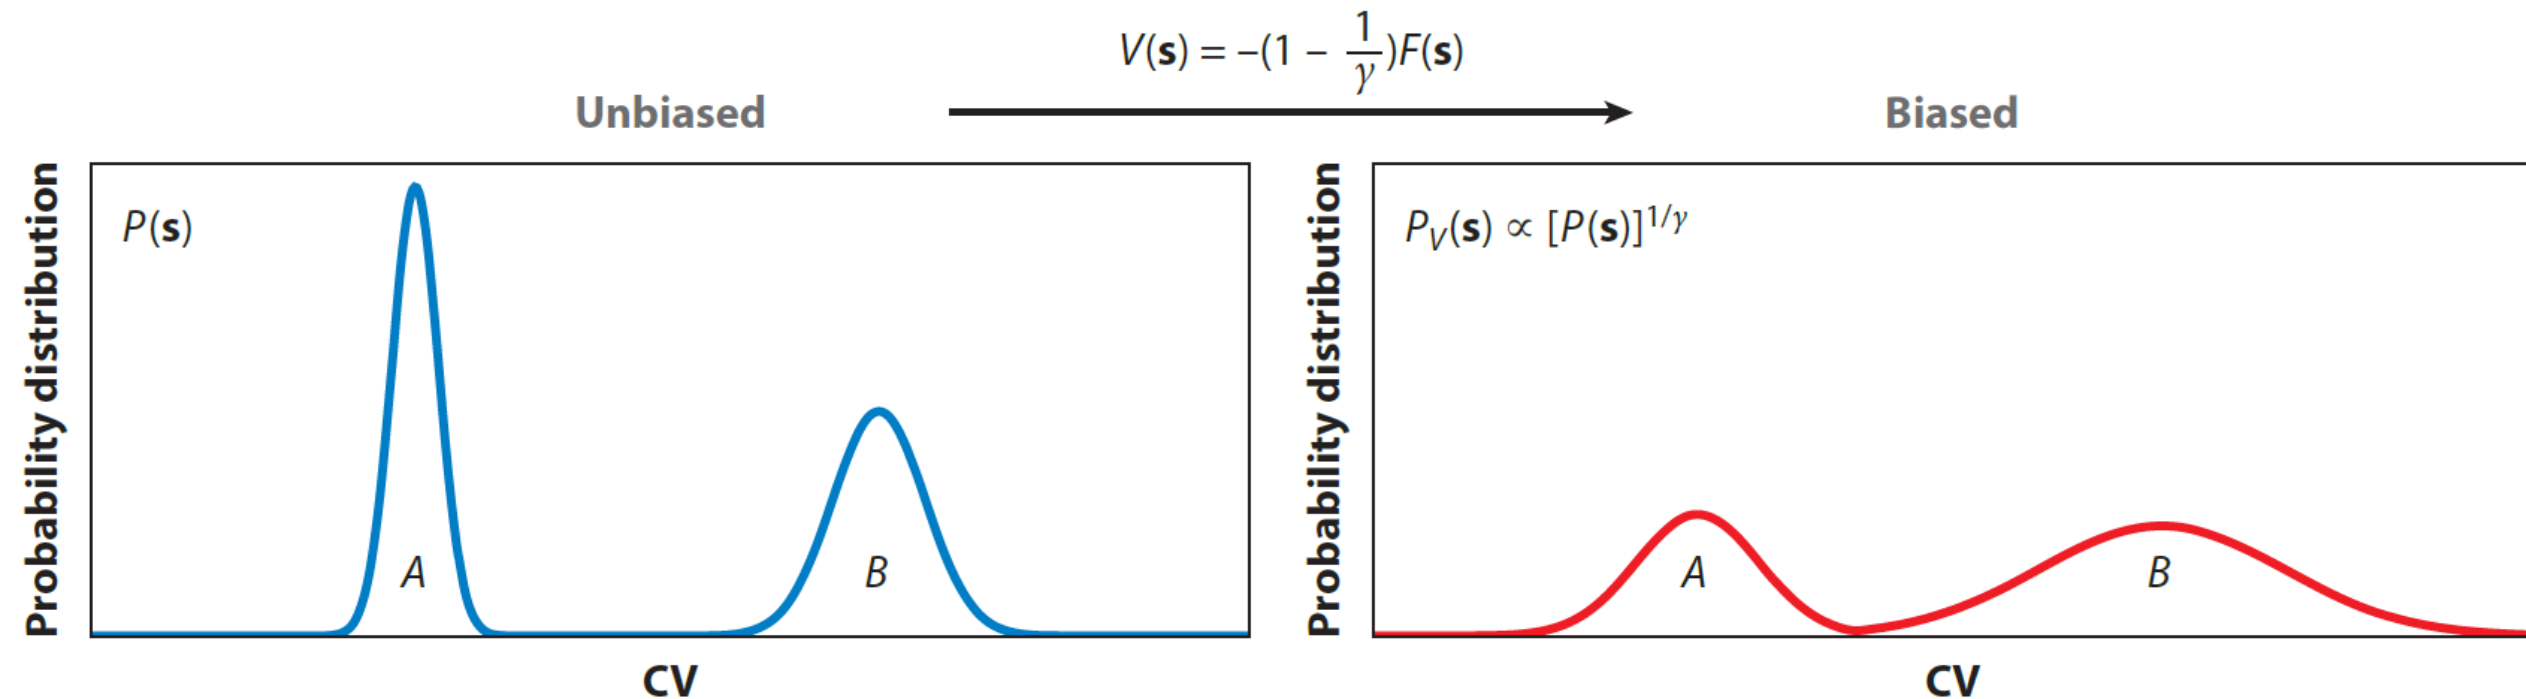 V(s) = –(1 – 1/γ)F(s)
Unbiased
Biased
Probability distribution
P(s)
A
B
CV
Probability distribution
P_V(s) ∝ [P(s)]^{1/γ}
A
B
CV